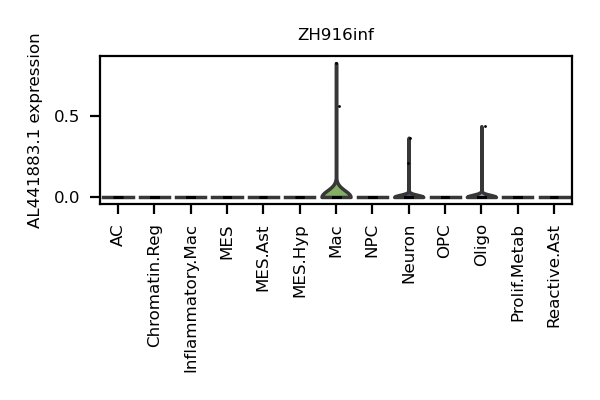 ZH916inf
AL441883.1 expression
0.5
0.0
AC
Chromatin.Reg
Inflammatory.Mac
MES
MES.Ast
MES.Hyp
Mac
NPC
Neuron
OPC
Oligo
Prolif.Metab
Reactive.Ast